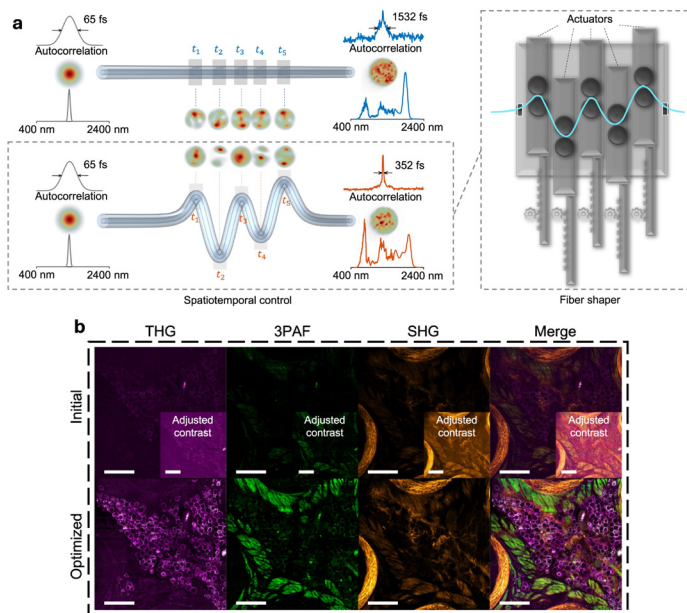 a
65 fs
Autocorrelation
400 nm
2400 nm
t1 t2 t3 t4 t5
1532 fs
Autocorrelation
400 nm
2400 nm
65 fs
Autocorrelation
400 nm
2400 nm
t1
t2
t3
t4
t5
352 fs
Autocorrelation
400 nm
2400 nm
Spatiotemporal control
Actuators
Fiber shaper
b
THG 3PAF SHG Merge
Initial
Adjusted
contrast
Adjusted
contrast
Adjusted
contrast
Adjusted
contrast
Optimized